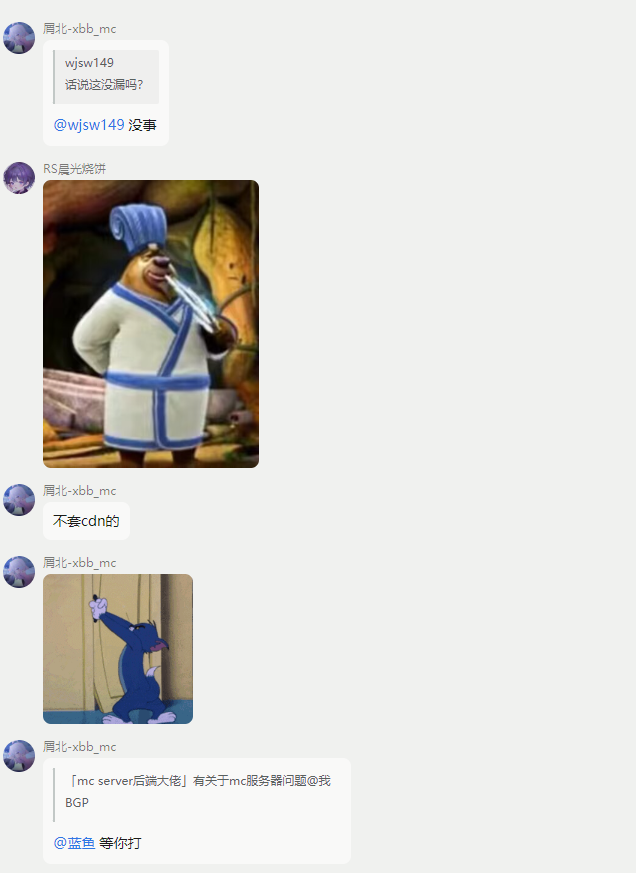 屑北-xbb_mc
wjsw149
话说这没漏吗?
@wjsw149 没事
RS晨光烧饼
屑北-xbb_mc
不套cdn的
屑北-xbb_mc
屑北-xbb_mc
「mc server后端大佬」有关于mc服务器问题@我
BGP
@蓝鱼 等你打